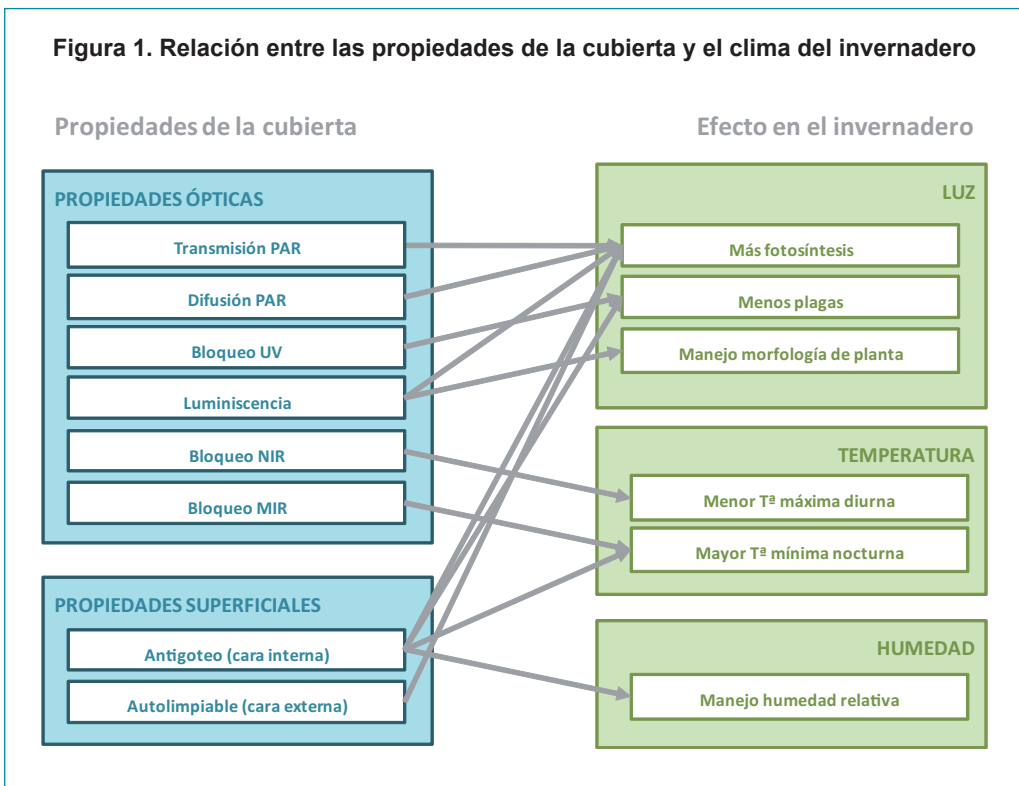 Figura 1. Relación entre las propiedades de la cubierta y el clima del invernadero
Propiedades de la cubierta
PROPIEDADES ÓPTICAS
Transmisión PAR
Difusión PAR
Bloqueo UV
Luminiscencia
Bloqueo NIR
Bloqueo MIR
PROPIEDADES SUPERFICIALES
Antigoteo (cara interna)
Autolimpiable (cara externa)
Efecto en el invernadero
LUZ
Más fotosíntesis
Menos plagas
Manejo morfología de planta
TEMPERATURA
Menor Tª máxima diurna
Mayor Tª mínima nocturna
HUMEDAD
Manejo humedad relativa